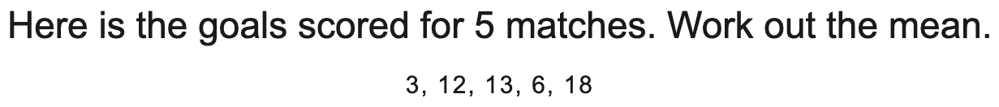 Here is the goals scored for 5 matches. Work out the mean.
3, 12, 13, 6, 18